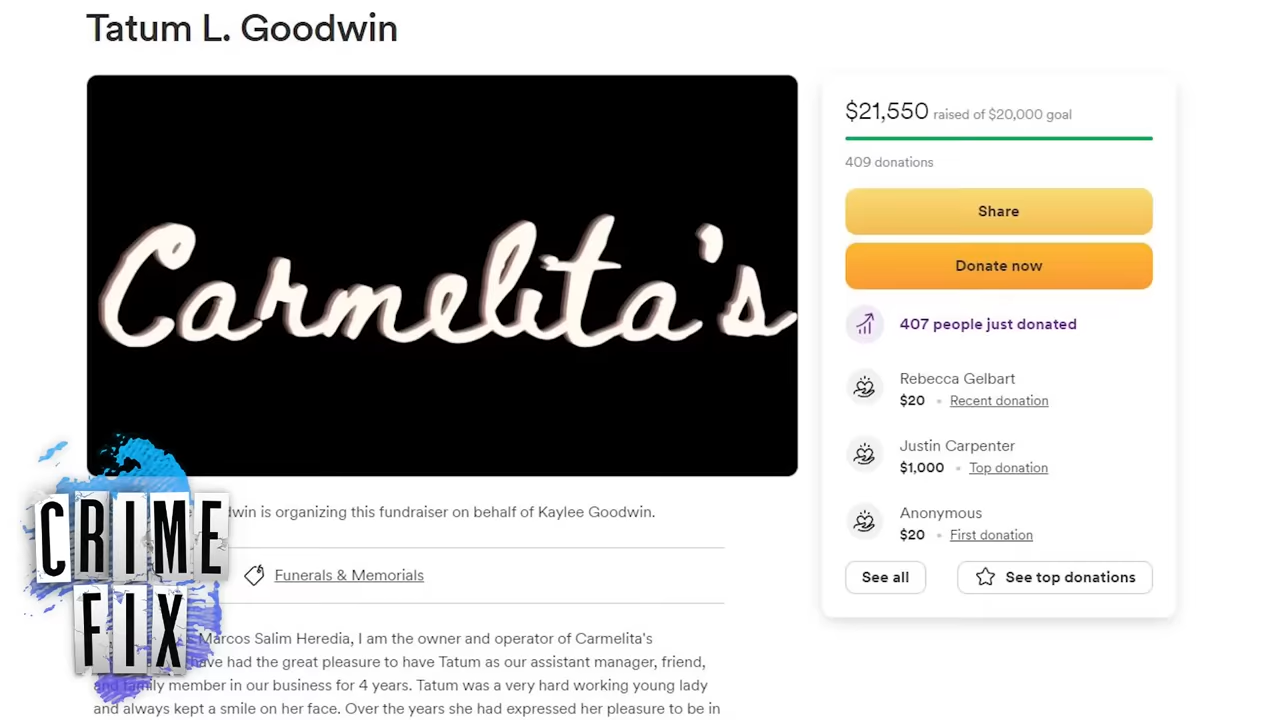 Tatum L. Goodwin
Carmelita's
$21,550 raised of $20,000 goal
409 donations
Share
Donate now
407 people just donated
Rebecca Gelbart
$20 • Recent donation
Justin Carpenter
$1,000 • Top donation
Anonymous
$20 • First donation
See all
See top donations
is organizing this fundraiser on behalf of Kaylee Goodwin.
Funerals & Memorials
Marcos Salim Heredia, I am the owner and operator of Carmelita's
have had the great pleasure to have Tatum as our assistant manager, friend,
and family member in our business for 4 years. Tatum was a very hard working young lady
and always kept a smile on her face. Over the years she had expressed her pleasure to be in
CRIME
FIX